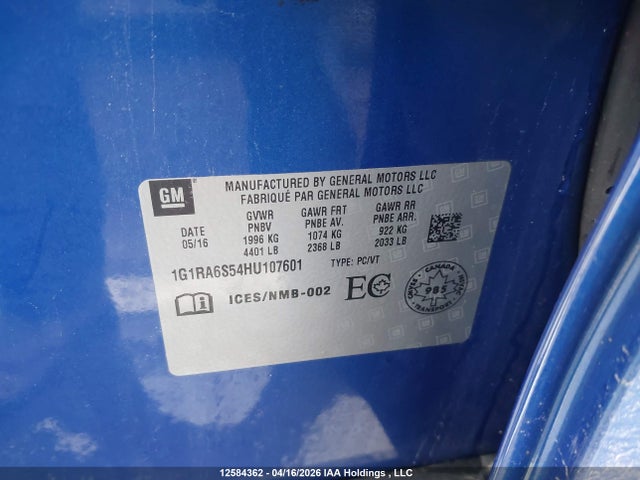 GM
MANUFACTURED BY GENERAL MOTORS LLC
FABRIQUÉ PAR GENERAL MOTORS LLC
DATE
05/16
GVWR
PNBV
1996 KG
4401 LB
GAWR FRT
PNBE AV.
1074 KG
2368 LB
GAWR RR
PNBE ARR.
922 KG
2033 LB
1G1RA6S54HU107601 TYPE: PC/VT
ICES/NMB-002 EC
CANADA
985
TRANSPORT
12584362 - 04/16/2026 IAA Holdings , LLC